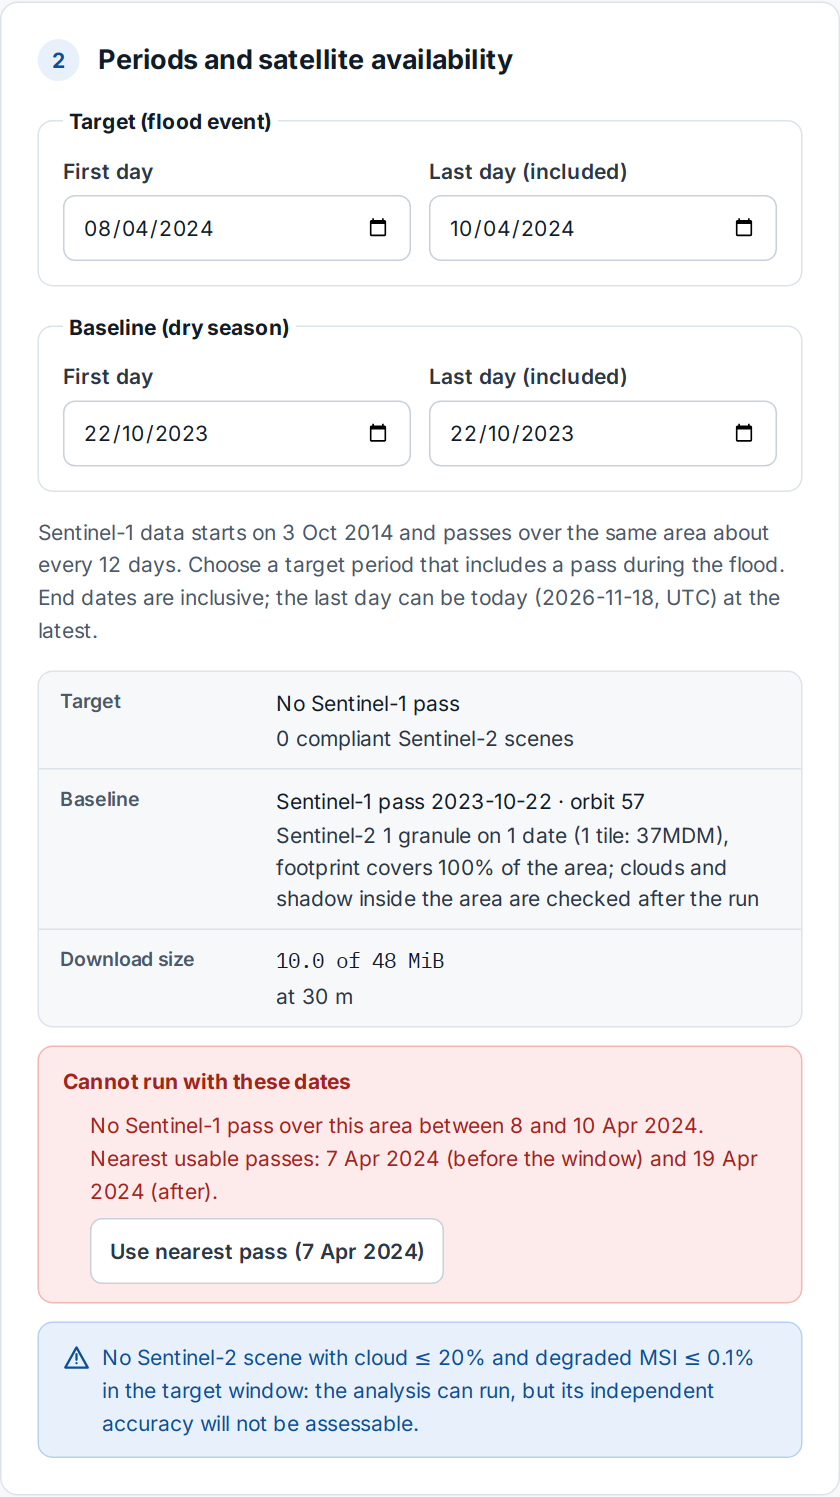 2 Periods and satellite availability
Target (flood event)
First day
Last day (included)
08/04/2024
10/04/2024
Baseline (dry season)
First day
Last day (included)
22/10/2023
22/10/2023
Sentinel-1 data starts on 3 Oct 2014 and passes over the same area about
every 12 days. Choose a target period that includes a pass during the flood.
End dates are inclusive; the last day can be today (2026-11-18, UTC) at the
latest.
Target
No Sentinel-1 pass
0 compliant Sentinel-2 scenes
Baseline
Sentinel-1 pass 2023-10-22 · orbit 57
Sentinel-2 1 granule on 1 date (1 tile: 37MDM),
footprint covers 100% of the area; clouds and
shadow inside the area are checked after the run
Download size
10.0 of 48 MiB
at 30 m
Cannot run with these dates
No Sentinel-1 pass over this area between 8 and 10 Apr 2024.
Nearest usable passes: 7 Apr 2024 (before the window) and 19 Apr
2024 (after).
Use nearest pass (7 Apr 2024)
No Sentinel-2 scene with cloud ≤ 20% and degraded MSI ≤ 0.1%
in the target window: the analysis can run, but its independent
accuracy will not be assessable.